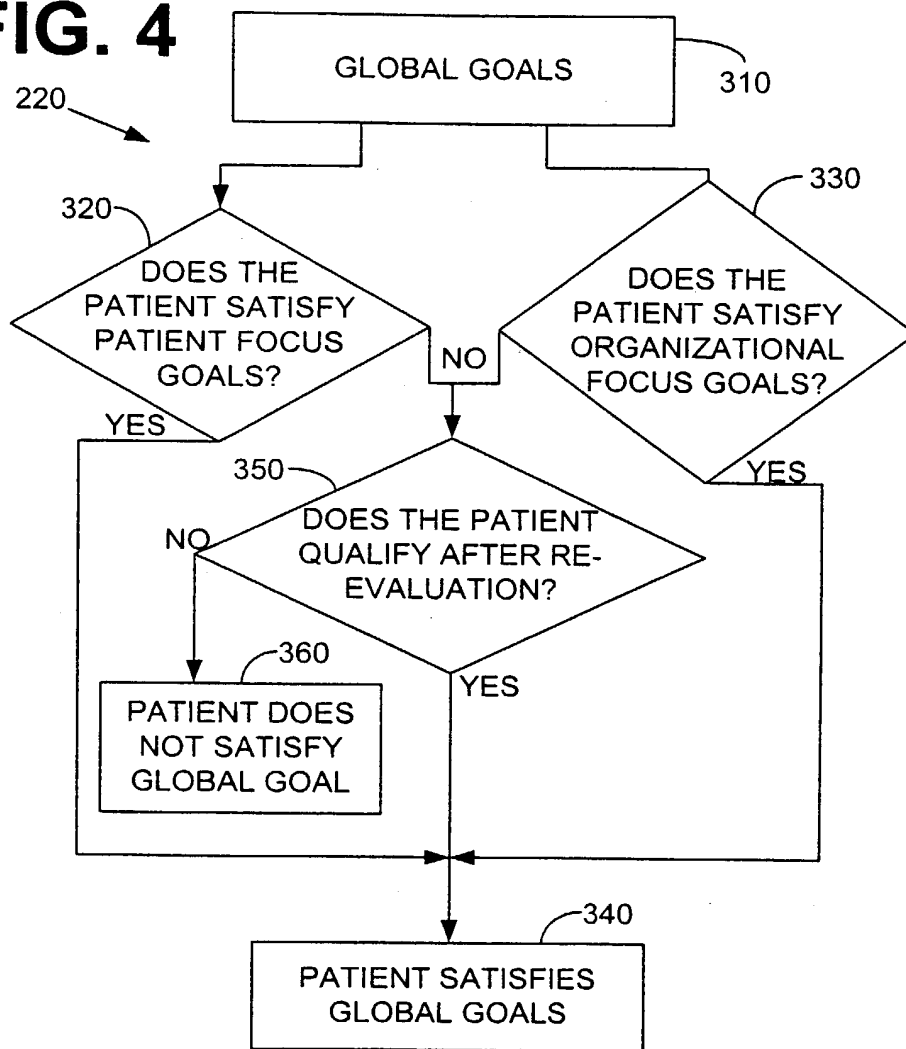 FIG. 4
220
GLOBAL GOALS
310
320
DOES THE
PATIENT SATISFY
PATIENT FOCUS
GOALS?
330
DOES THE
PATIENT SATISFY
ORGANIZATIONAL
FOCUS GOALS?
NO
YES
YES
350
DOES THE PATIENT
QUALIFY AFTER RE-
EVALUATION?
NO
YES
360
PATIENT DOES
NOT SATISFY
GLOBAL GOAL
340
PATIENT SATISFIES
GLOBAL GOALS